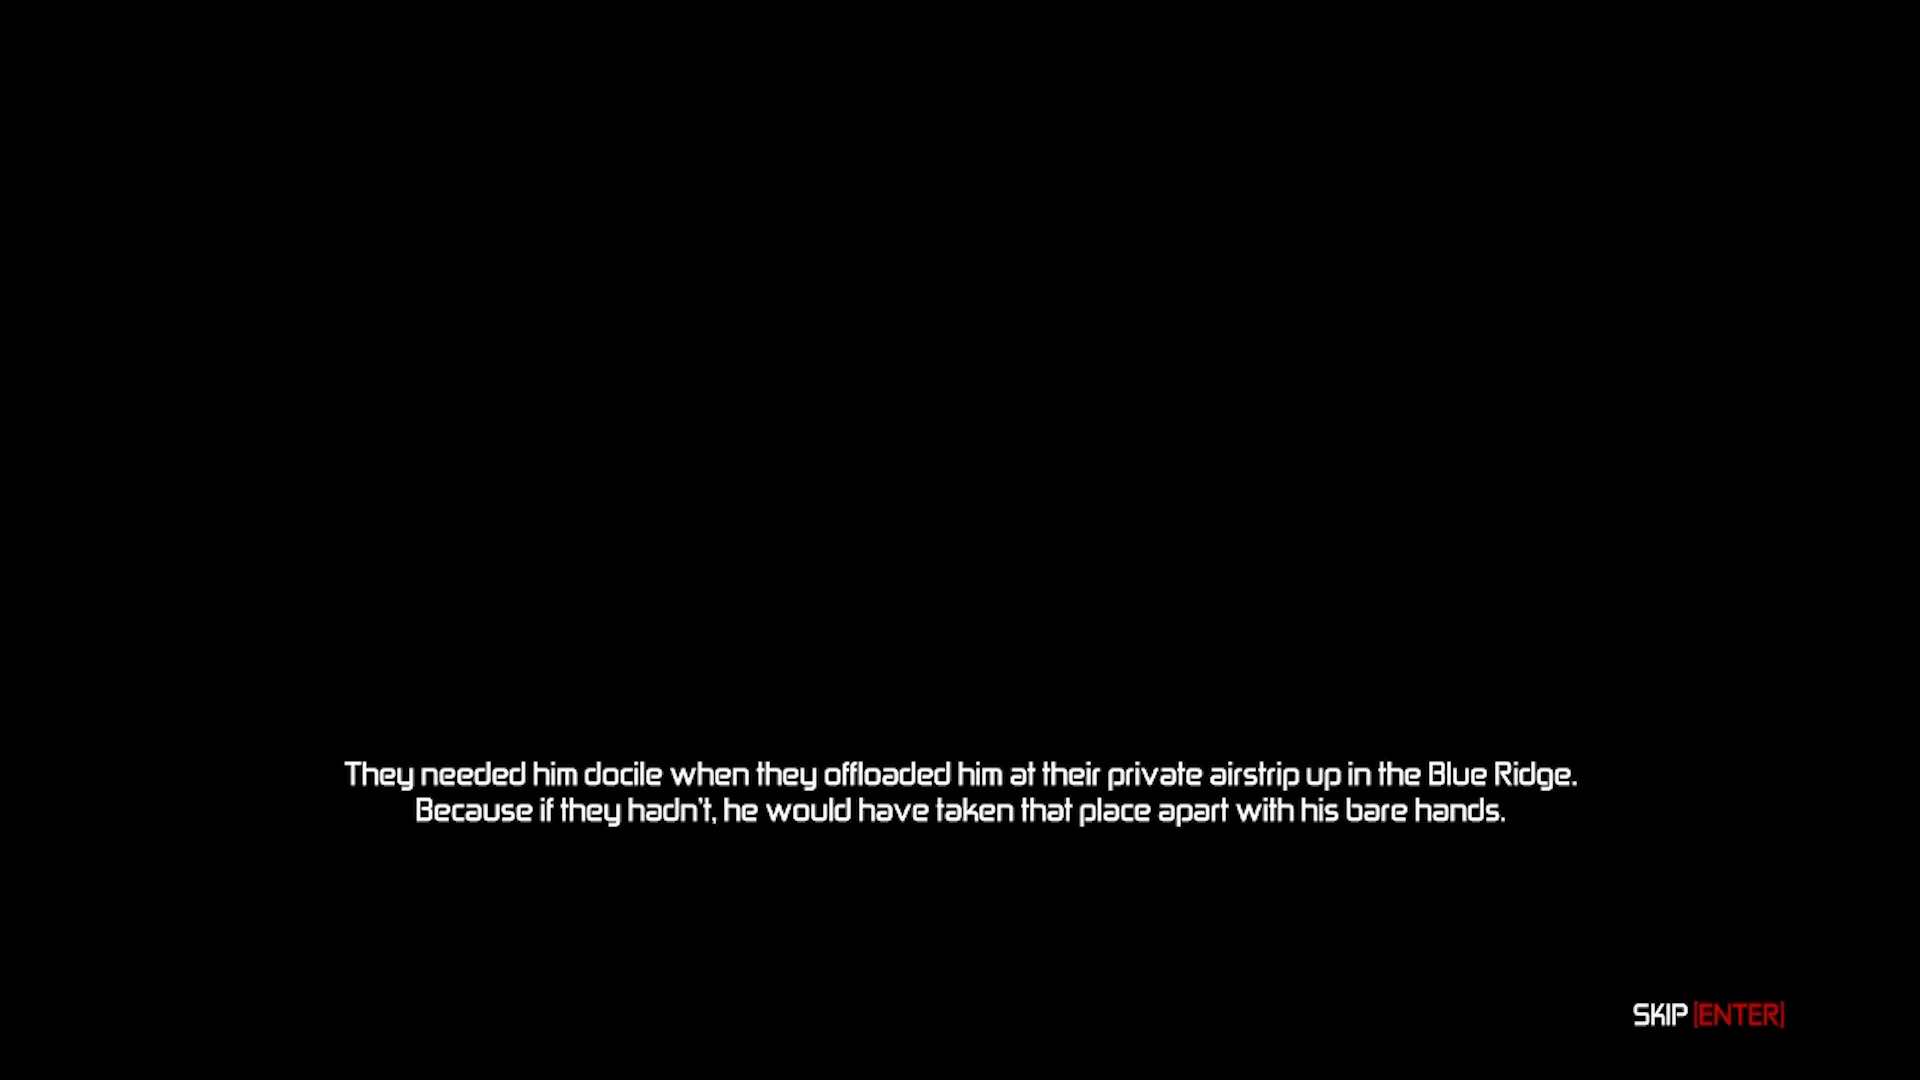 They needed him docile when they offloaded him at their private airstrip up in the Blue Ridge.
Because if they hadn't, he would have taken that place apart with his bare hands.
SKIP [ENTER]